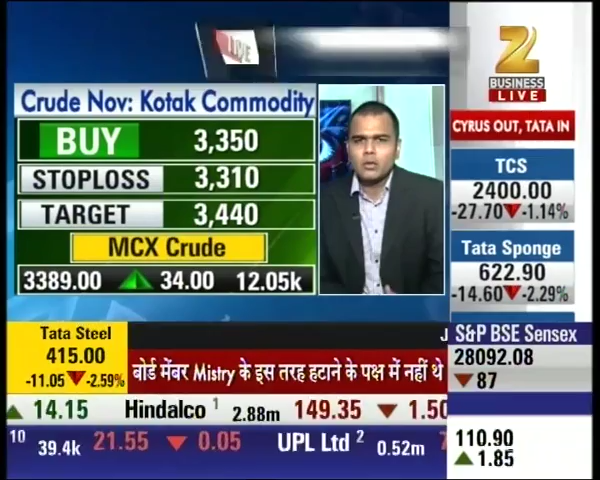 LIVE
Z
BUSINESS
LIVE
Crude Nov: Kotak Commodity
BUY 3,350
STOPLOSS 3,310
TARGET 3,440
MCX Crude
3389.00 34.00 12.05k
CYRUS OUT, TATA IN
TCS
2400.00
-27.70 -1.14%
Tata Sponge
622.90
-14.60 -2.29%
Tata Steel
415.00
-11.05 -2.59%
बोर्ड मेंबर Mistry के इस तरह हटाने के पक्ष में नहीं थे
J S&P BSE Sensex
28092.08
87
14.15 Hindalco 1 2.88m 149.35 1.50
10 39.4k 21.55 0.05 UPL Ltd 2 0.52m 7
110.90
1.85